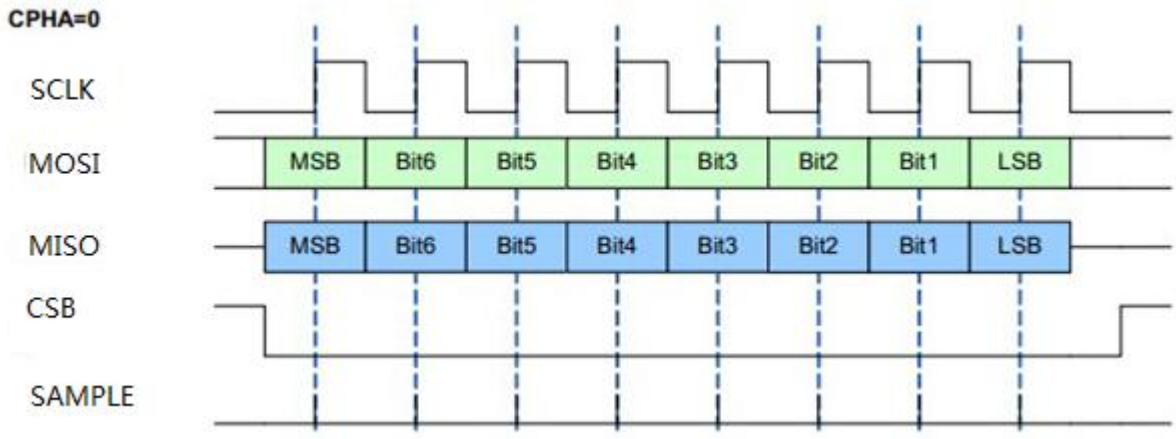 CPHA=0
SCLK
MOSI
MSB Bit6 Bit5 Bit4 Bit3 Bit2 Bit1 LSB
MISO
MSB Bit6 Bit5 Bit4 Bit3 Bit2 Bit1 LSB
CSB
SAMPLE